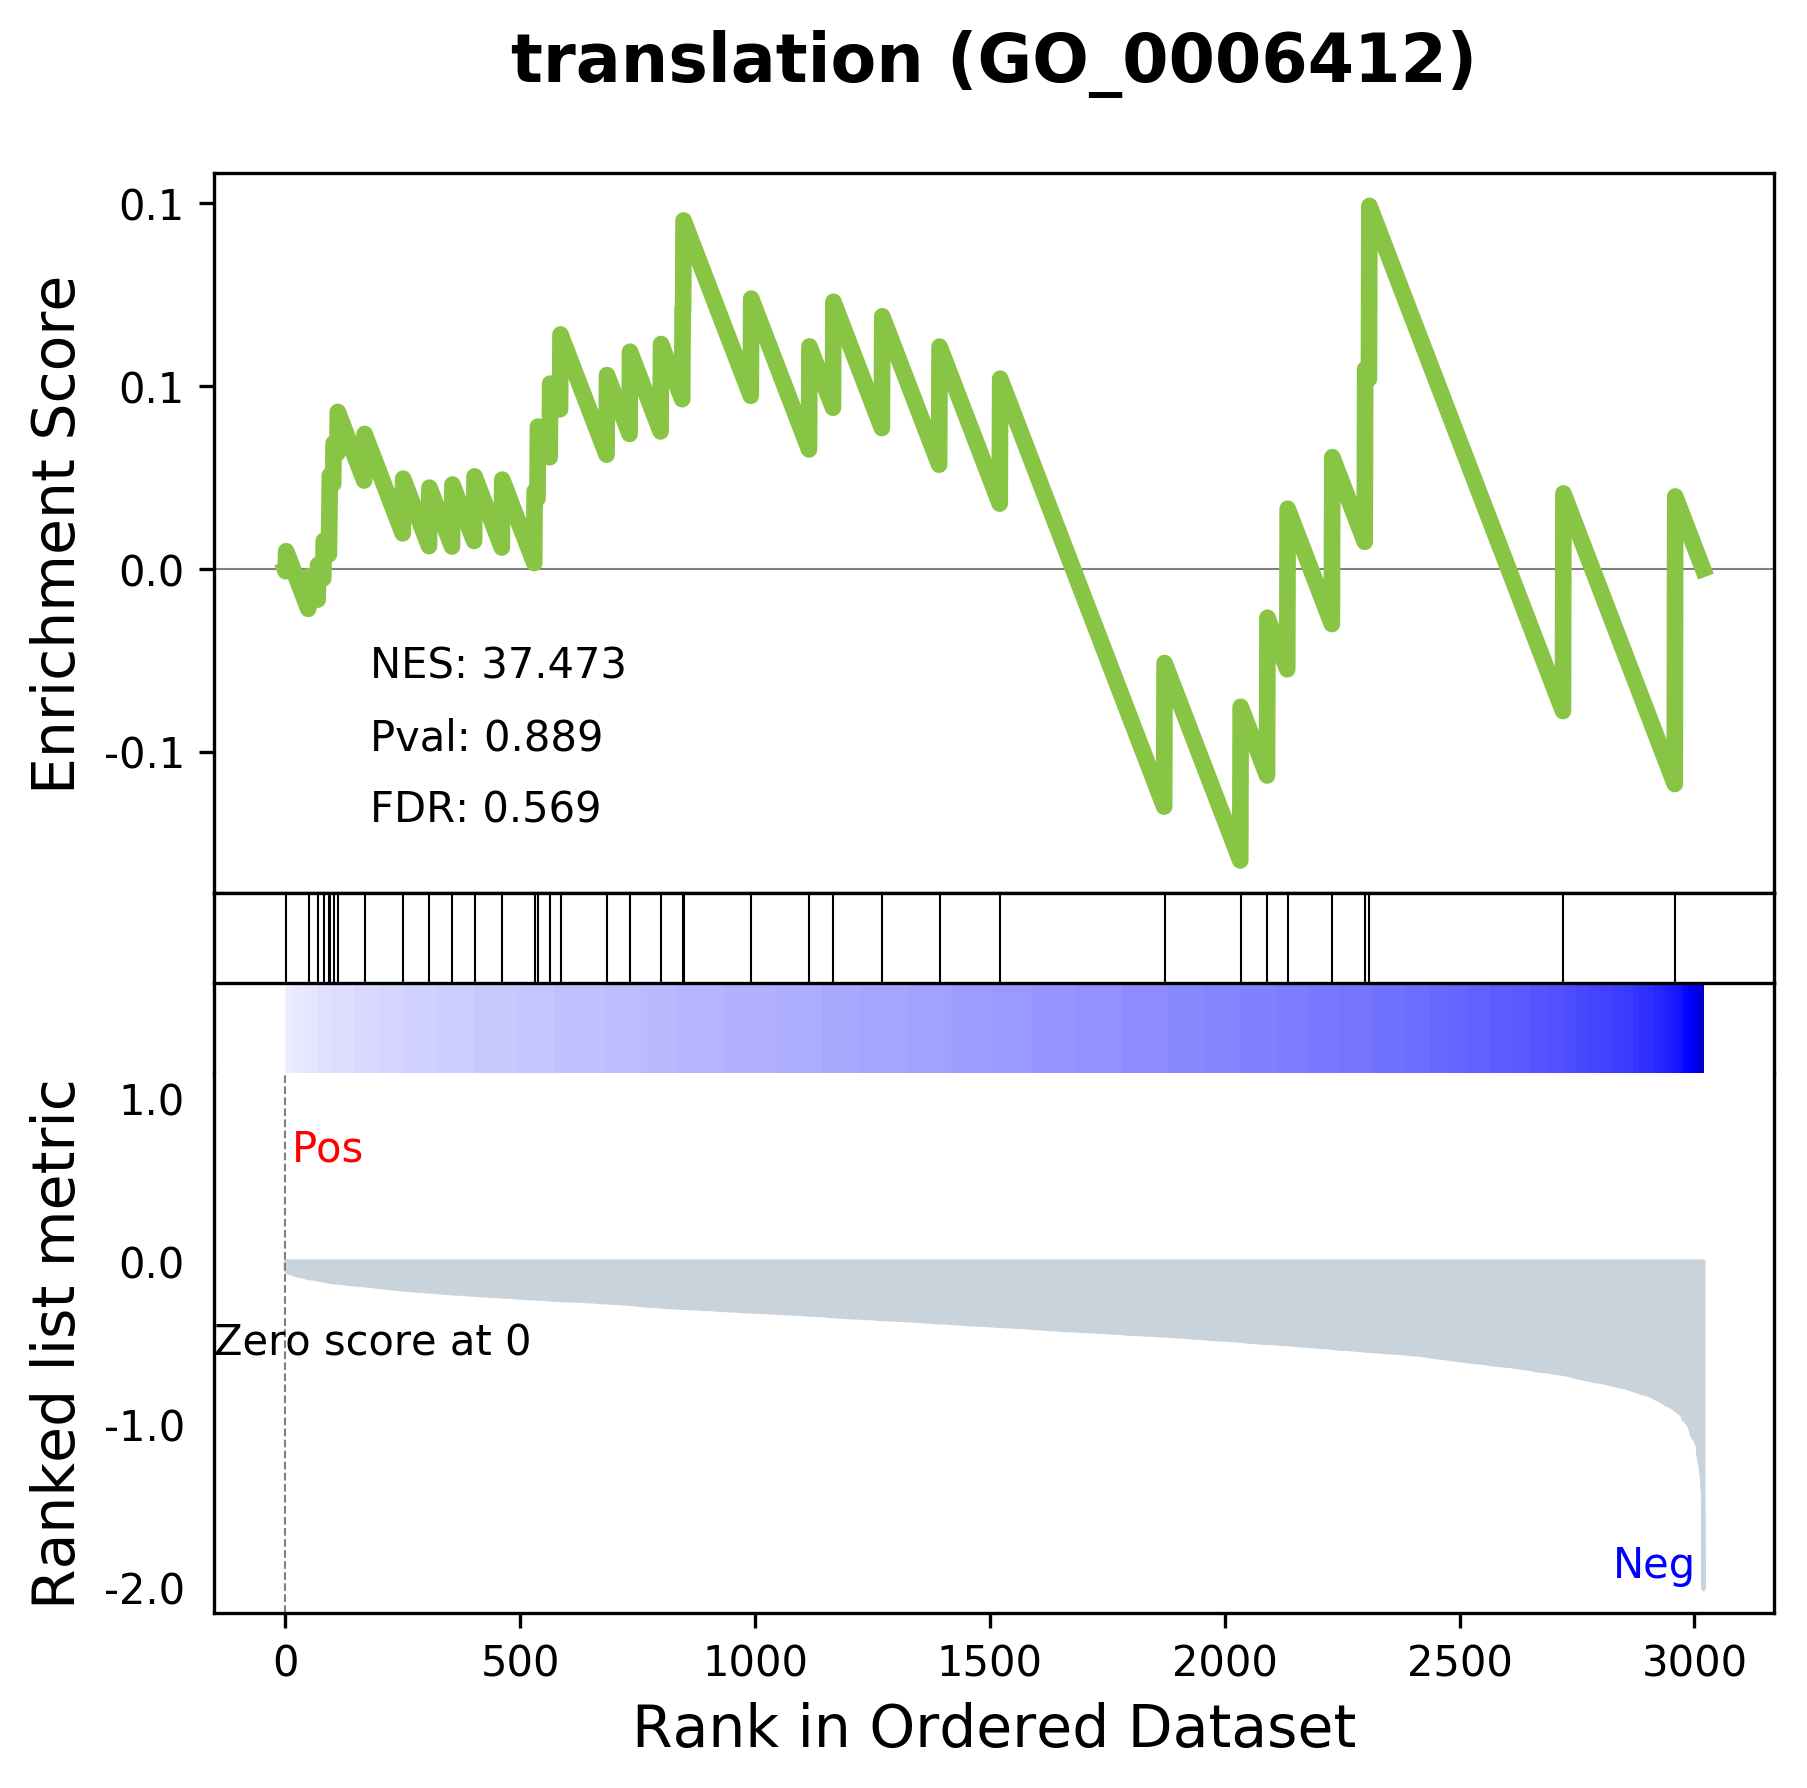 translation (GO_0006412)
Enrichment Score
0.1
0.1
0.0
-0.1
NES: 37.473
Pval: 0.889
FDR: 0.569
Ranked list metric
1.0
0.0
-1.0
-2.0
Pos
Zero score at 0
Neg
0 500 1000 1500 2000 2500 3000
Rank in Ordered Dataset